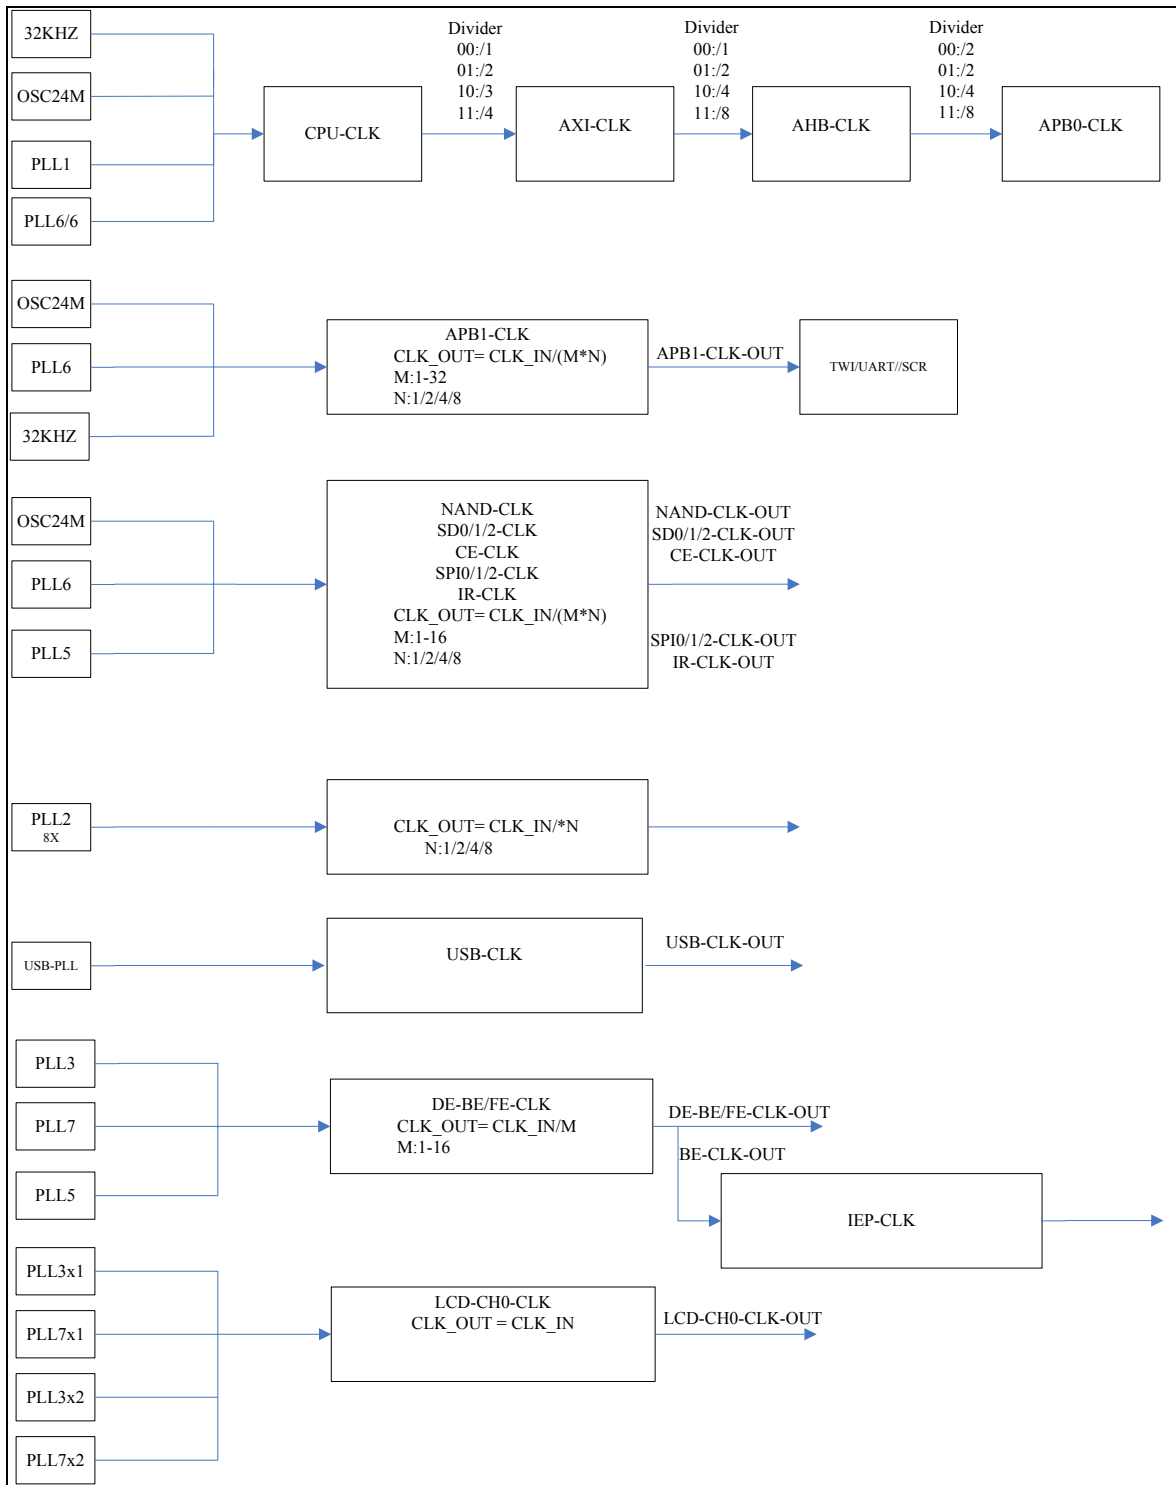 32KHZ
OSC24M
PLL1
PLL6/6
CPU-CLK
Divider
00:/1
01:/2
10:/3
11:/4
AXI-CLK
Divider
00:/1
01:/2
10:/4
11:/8
AHB-CLK
Divider
00:/2
01:/2
10:/4
11:/8
APB0-CLK
OSC24M
PLL6
32KHZ
APB1-CLK
CLK_OUT= CLK_IN/(M*N)
M:1-32
N:1/2/4/8
APB1-CLK-OUT
TWI/UART//SCR
OSC24M
PLL6
PLL5
NAND-CLK
SD0/1/2-CLK
CE-CLK
SPI0/1/2-CLK
IR-CLK
CLK_OUT= CLK_IN/(M*N)
M:1-16
N:1/2/4/8
NAND-CLK-OUT
SD0/1/2-CLK-OUT
CE-CLK-OUT
SPI0/1/2-CLK-OUT
IR-CLK-OUT
PLL2
8X
CLK_OUT= CLK_IN/*N
N:1/2/4/8
USB-PLL
USB-CLK
USB-CLK-OUT
PLL3
PLL7
PLL5
DE-BE/FE-CLK
CLK_OUT= CLK_IN/M
M:1-16
DE-BE/FE-CLK-OUT
BE-CLK-OUT
IEP-CLK
PLL3x1
PLL7x1
PLL3x2
PLL7x2
LCD-CH0-CLK
CLK_OUT = CLK_IN
LCD-CH0-CLK-OUT